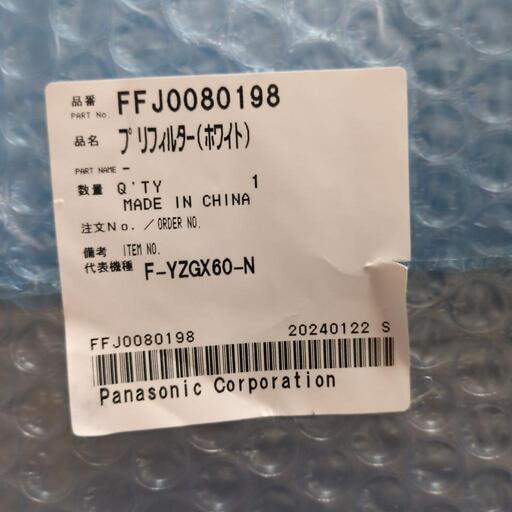 品番 FFJ0080198
PART No.
品名 プリフィルター(ホワイト)
PART NAME -
数量 Q'TY 1
MADE IN CHINA
注文No. / ORDER NO.
備考 ITEM NO.
代表機種 F-YZGX60-N
FFJ0080198 20240122 S
Panasonic Corporation